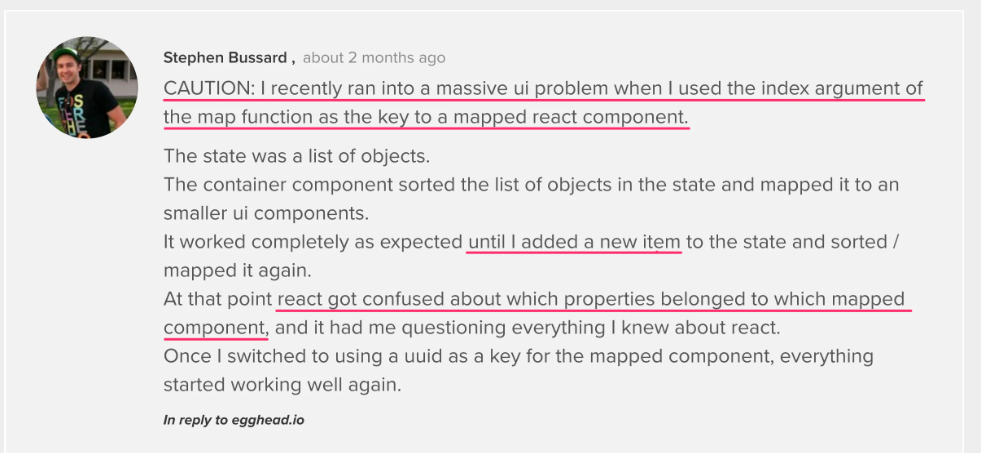 Stephen Bussard , about 2 months ago
CAUTION: I recently ran into a massive ui problem when I used the index argument of
the map function as the key to a mapped react component.
The state was a list of objects.
The container component sorted the list of objects in the state and mapped it to an
smaller ui components.
It worked completely as expected until I added a new item to the state and sorted /
mapped it again.
At that point react got confused about which properties belonged to which mapped
component, and it had me questioning everything I knew about react.
Once I switched to using a uuid as a key for the mapped component, everything
started working well again.
In reply to egghead.io